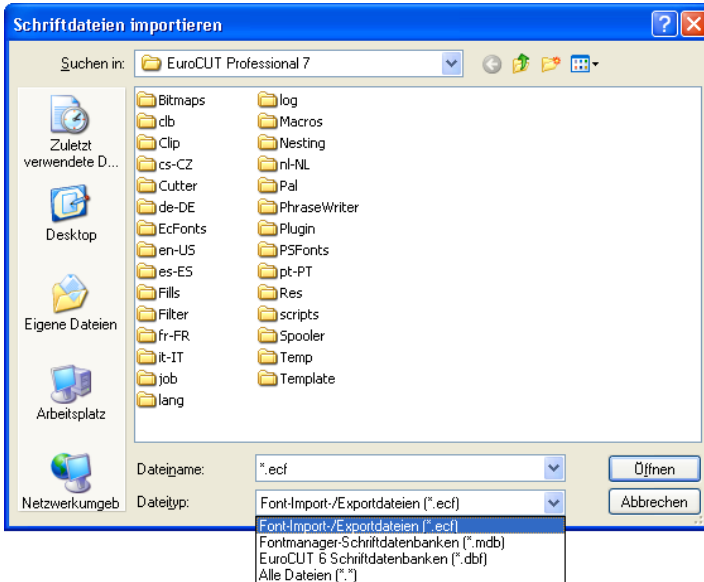 Schriftdateien importieren
Suchen in: EuroCUT Professional 7
Zuletzt
verwendete D...
Desktop
Eigene Dateien
Arbeitsplatz
Netzwerkumgeb
Bitmaps
clb
Clip
cs-CZ
Cutter
de-DE
EcFonts
en-US
es-ES
Fills
Filter
fr-FR
it-IT
job
lang
log
Macros
Nesting
nl-NL
Pal
PhraseWriter
Plugin
PSFonts
pt-PT
Res
scripts
Spooler
Temp
Template
Dateiname: *.ecf Öffnen
Dateityp: Font-Import-/Exportdateien (*.ecf) Abbrechen
Font-Import-/Exportdateien (*.ecf)
Fontmanager-Schriftdatenbanken (*.mdb)
EuroCUT 6 Schriftdatenbanken (*.dbf)
Alle Dateien (*.*)